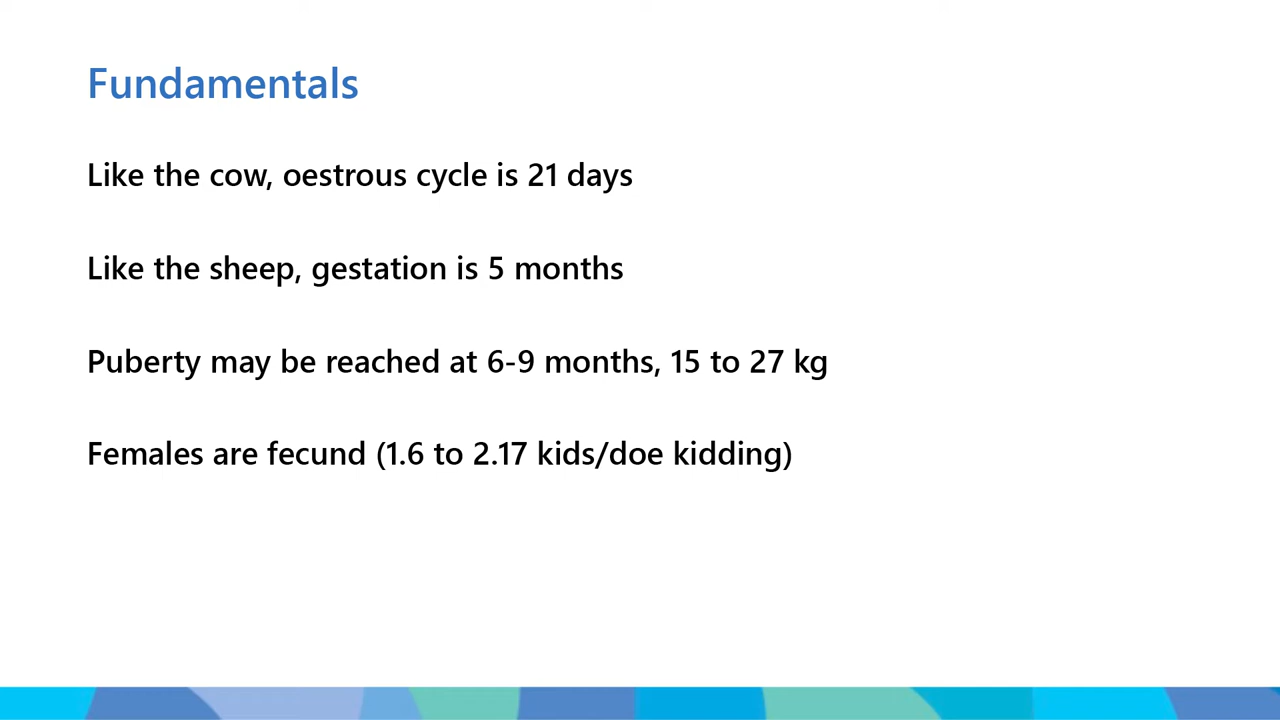 Fundamentals
Like the cow, oestrous cycle is 21 days
Like the sheep, gestation is 5 months
Puberty may be reached at 6-9 months, 15 to 27 kg
Females are fecund (1.6 to 2.17 kids/doe kidding)